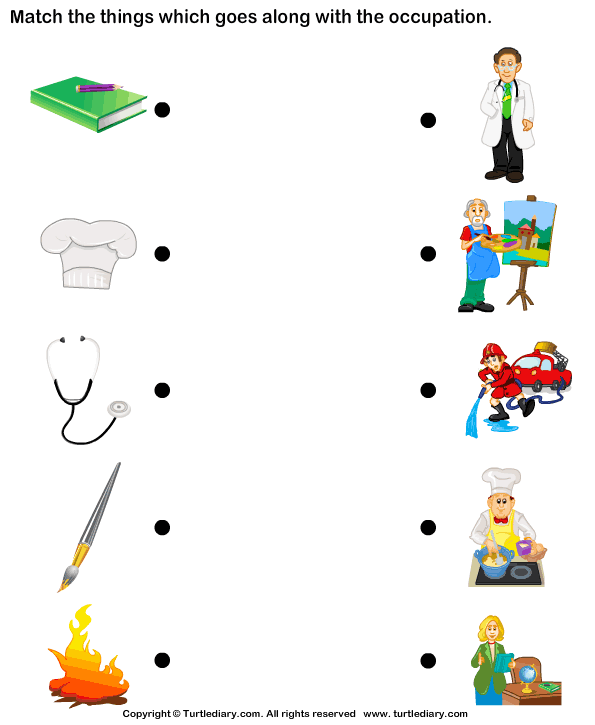 Match the things which goes along with the occupation.
Copyright © Turtlediary.com. All rights reserved   www. turtlediary.com